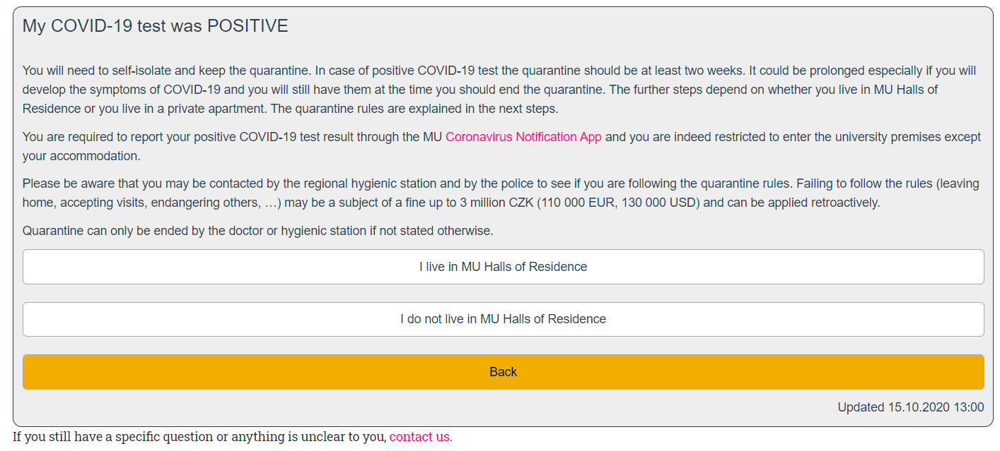 My COVID-19 test was POSITIVE
You will need to self-isolate and keep the quarantine. In case of positive COVID-19 test the quarantine should be at least two weeks. It could be prolonged especially if you will
develop the symptoms of COVID-19 and you will still have them at the time you should end the quarantine. The further steps depend on whether you live in MU Halls of
Residence or you live in a private apartment. The quarantine rules are explained in the next steps.
You are required to report your positive COVID-19 test result through the MU Coronavirus Notification App and you are indeed restricted to enter the university premises except
your accommodation.
Please be aware that you may be contacted by the regional hygienic station and by the police to see if you are following the quarantine rules. Failing to follow the rules (leaving
home, accepting visits, endangering others, …) may be a subject of a fine up to 3 million CZK (110 000 EUR, 130 000 USD) and can be applied retroactively.
Quarantine can only be ended by the doctor or hygienic station if not stated otherwise.
I live in MU Halls of Residence
I do not live in MU Halls of Residence
Back
Updated 15.10.2020 13:00
If you still have a specific question or anything is unclear to you, contact us.